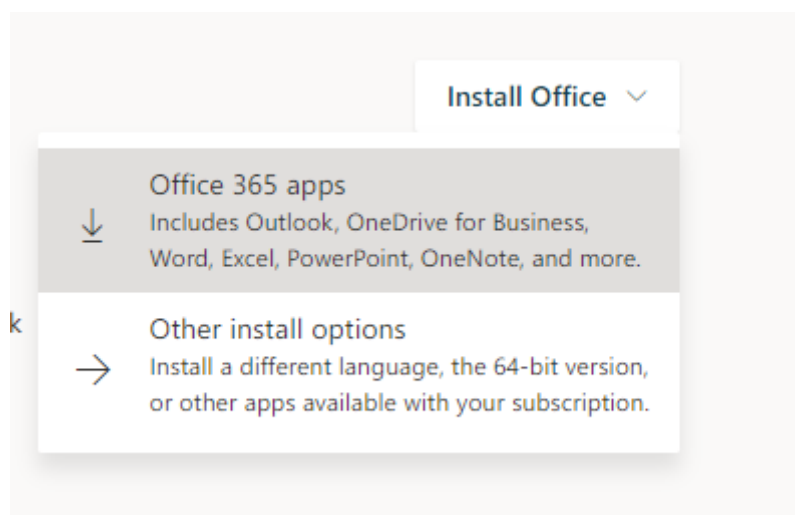 Install Office
Office 365 apps
Includes Outlook, OneDrive for Business,
Word, Excel, PowerPoint, OneNote, and more.
k
Other install options
Install a different language, the 64-bit version,
or other apps available with your subscription.